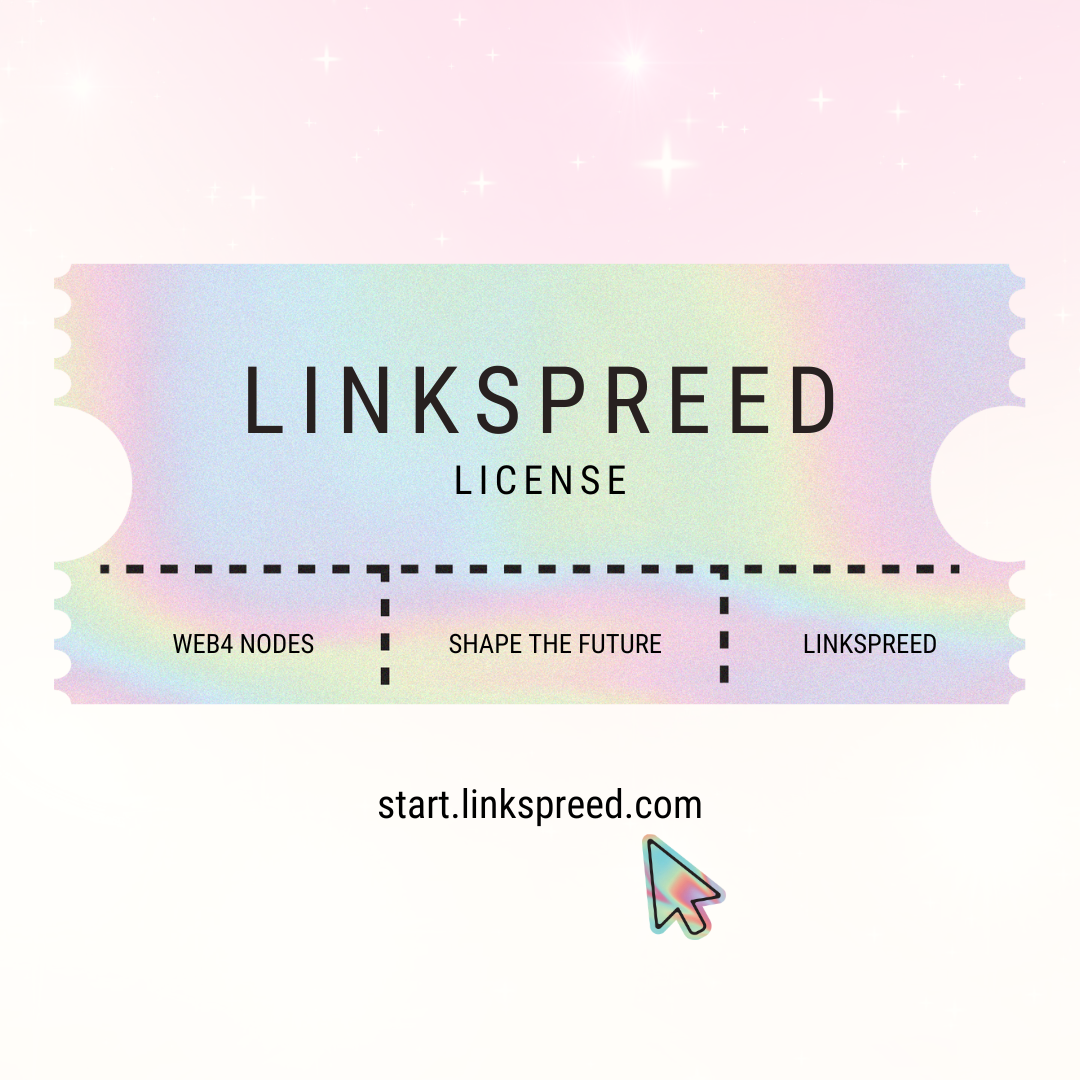 LINKSPREED
LICENSE
WEB4 NODES
SHAPE THE FUTURE
LINKSPREED
start.linkspreed.com